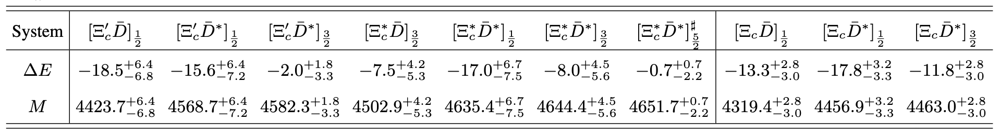 System [Ξ′_c D̄]_{1/2} [Ξ′_c D̄*]_{1/2} [Ξ′_c D̄*]_{3/2} [Ξ*_c D̄]_{3/2} [Ξ*_c D̄*]_{1/2} [Ξ*_c D̄*]_{3/2} [Ξ*_c D̄*]^♯_{5/2} [Ξ_c D̄]_{1/2} [Ξ_c D̄*]_{1/2} [Ξ_c D̄*]_{3/2}
ΔE −18.5^{+6.4}_{−6.8} −15.6^{+6.4}_{−7.2} −2.0^{+1.8}_{−3.3} −7.5^{+4.2}_{−5.3} −17.0^{+6.7}_{−7.5} −8.0^{+4.5}_{−5.6} −0.7^{+0.7}_{−2.2} −13.3^{+2.8}_{−3.0} −17.8^{+3.2}_{−3.3} −11.8^{+2.8}_{−3.0}
M 4423.7^{+6.4}_{−6.8} 4568.7^{+6.4}_{−7.2} 4582.3^{+1.8}_{−3.3} 4502.9^{+4.2}_{−5.3} 4635.4^{+6.7}_{−7.5} 4644.4^{+4.5}_{−5.6} 4651.7^{+0.7}_{−2.2} 4319.4^{+2.8}_{−3.0} 4456.9^{+3.2}_{−3.3} 4463.0^{+2.8}_{−3.0}